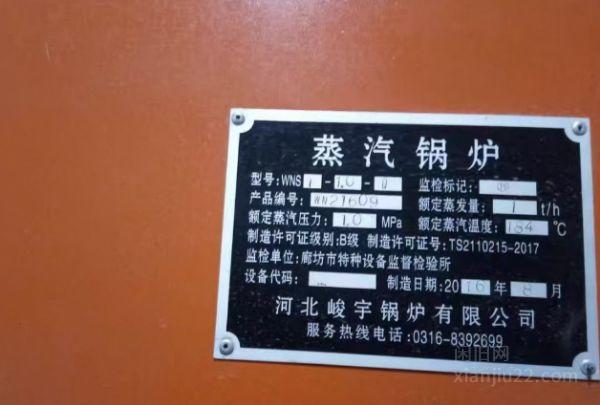 蒸汽锅炉
型号:WNS 1-1.0- 监检标记:
产品编号: WN21609 额定蒸发量: 1 t/h
额定蒸汽压力: 1.0 MPa 额定蒸汽温度: 184 ℃
制造许可证级别:B级 制造许可证号:TS2110215-2017
监检单位:廊坊市特种设备监督检验所
设备代码: 制造日期:2016年8月
河北峻宇锅炉有限公司
服务热线电话:0316-8392699
闲旧网
xianjiu22.com